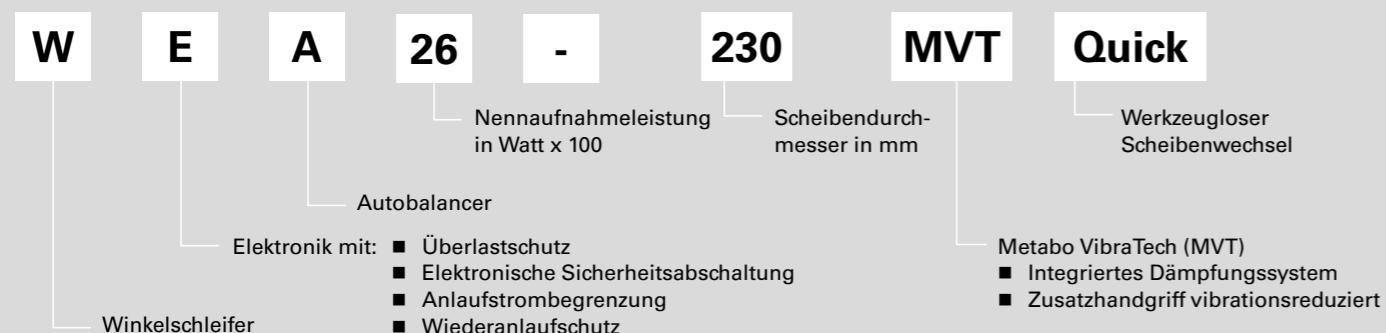 W E A 26 - 230 MVT Quick
Nennaufnahmeleistung
in Watt x 100
Scheibendurch-
messer in mm
Werkzeugloser
Scheibenwechsel
Autobalancer
Elektronik mit: ■ Überlastschutz
■ Elektronische Sicherheitsabschaltung
■ Anlaufstrombegrenzung
■ Wiederanlaufschutz
Metabo VibraTech (MVT)
■ Integriertes Dämpfungssystem
■ Zusatzhandgriff vibrationsreduziert
Winkelschleifer